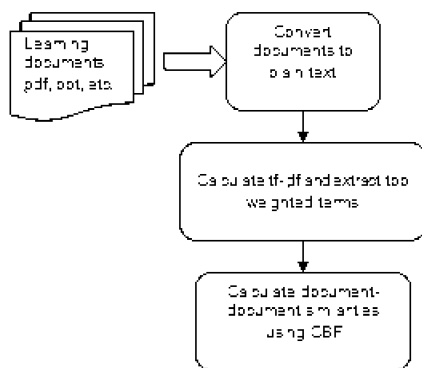 Learning
documents
pdf, ppt, etc.
Convert
documents to
plain text
Calculate tf-idf and extract top
weighted terms
Calculate document-
document similarities
using CBF